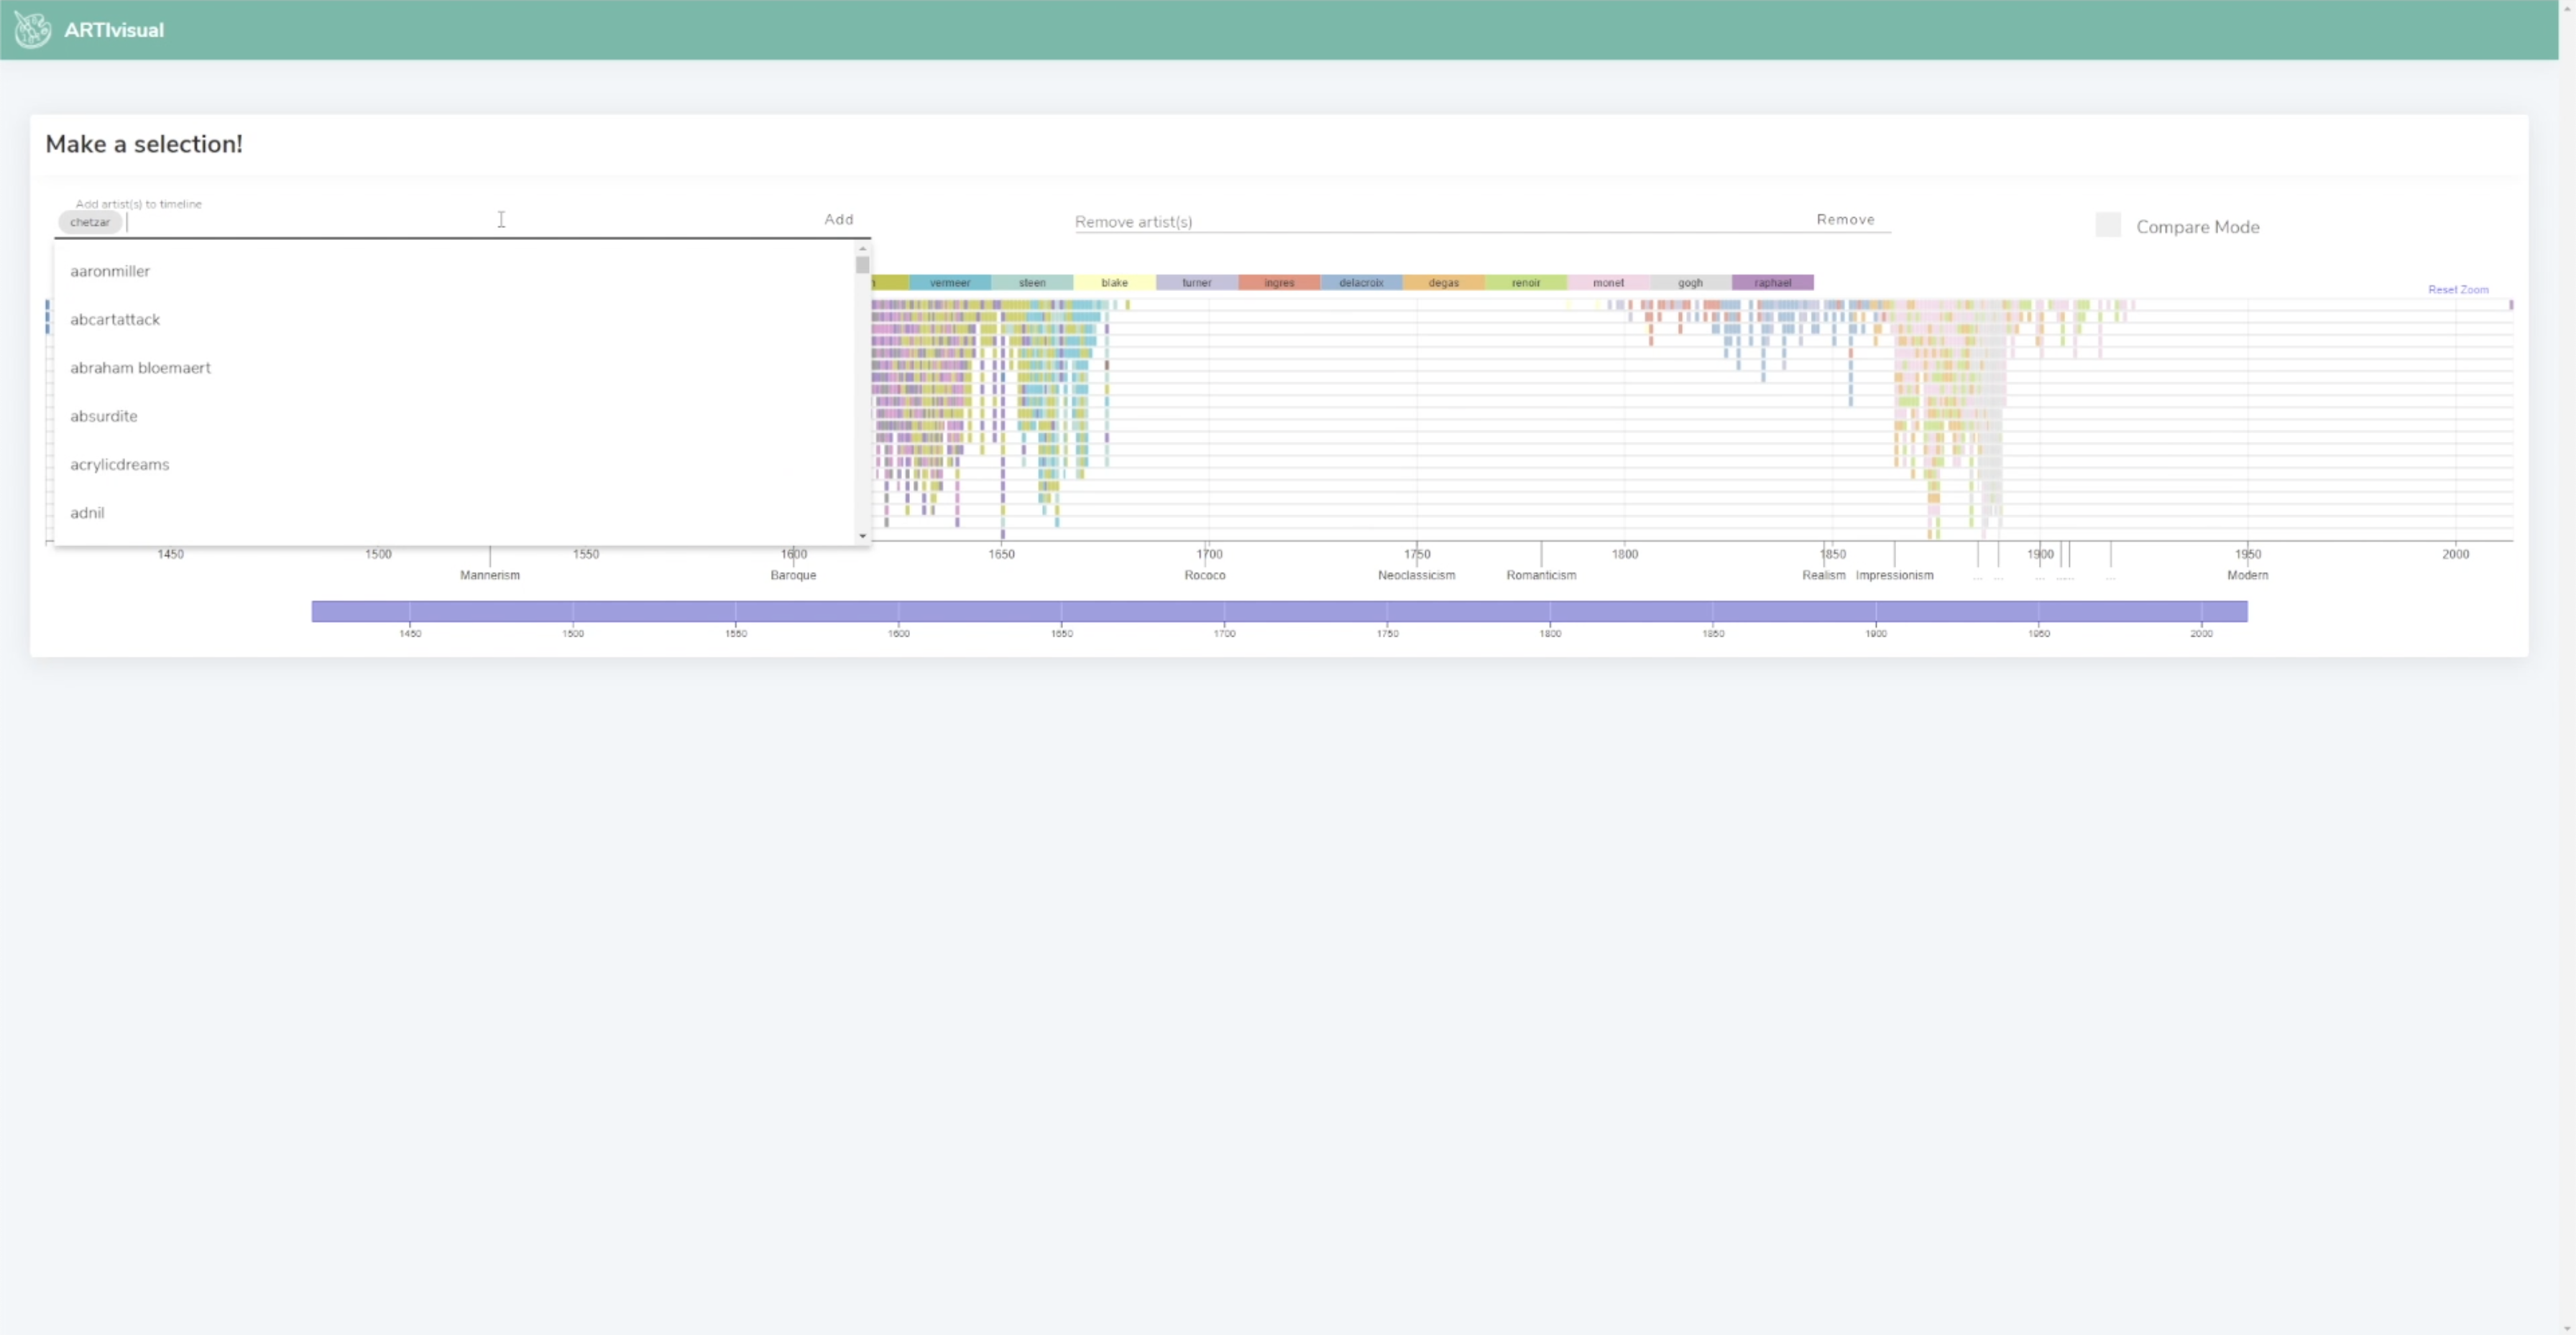 ARTIvisual
Make a selection!
Add artist(s) to timeline
chetzar
Add
Remove artist(s)
Remove
Compare Mode
aaronmiller
abcartattack
abraham bloemaert
absurdite
acrylicdreams
adnil
vermeer steen blake turner ingres delacroix degas renoir monet gogh raphael
Reset Zoom
1450 1500 1550 1600 1650 1700 1750 1800 1850 1900 1950 2000
Mannerism Baroque Rococo Neoclassicism Romanticism Realism Impressionism ... ... ... ... ... Modern
1450 1500 1550 1600 1650 1700 1750 1800 1850 1900 1950 2000